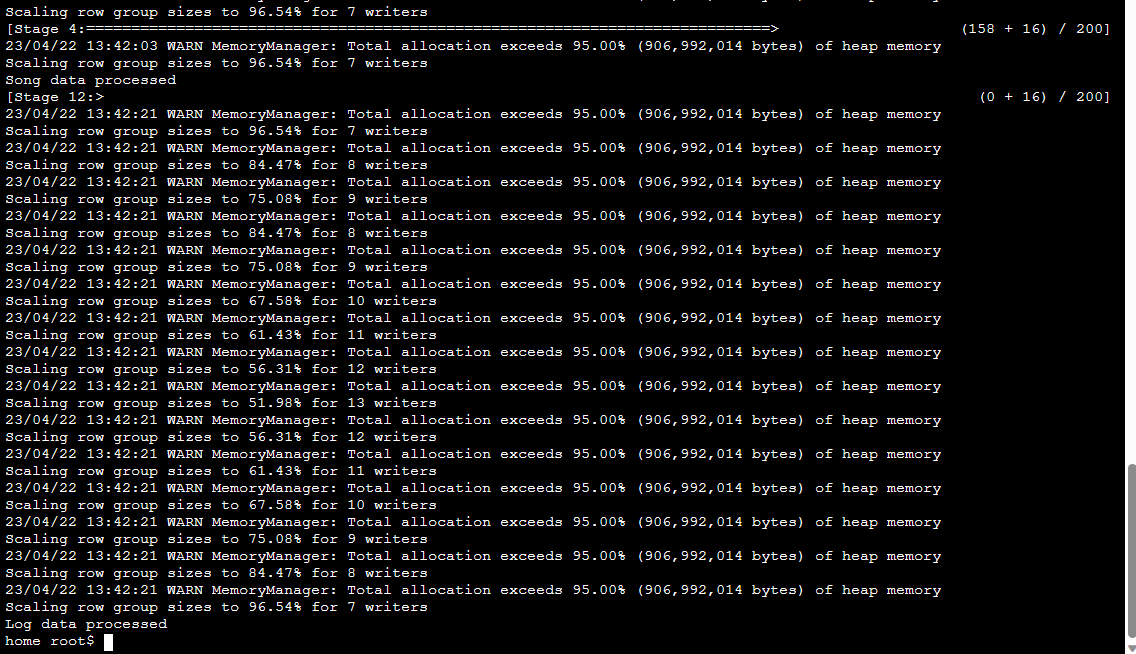 Scaling row group sizes to 96.54% for 7 writers
[Stage 4:============================================================================> (158 + 16) / 200]
23/04/22 13:42:03 WARN MemoryManager: Total allocation exceeds 95.00% (906,992,014 bytes) of heap memory
Scaling row group sizes to 96.54% for 7 writers
Song data processed
[Stage 12:> (0 + 16) / 200]
23/04/22 13:42:21 WARN MemoryManager: Total allocation exceeds 95.00% (906,992,014 bytes) of heap memory
Scaling row group sizes to 96.54% for 7 writers
23/04/22 13:42:21 WARN MemoryManager: Total allocation exceeds 95.00% (906,992,014 bytes) of heap memory
Scaling row group sizes to 84.47% for 8 writers
23/04/22 13:42:21 WARN MemoryManager: Total allocation exceeds 95.00% (906,992,014 bytes) of heap memory
Scaling row group sizes to 75.08% for 9 writers
23/04/22 13:42:21 WARN MemoryManager: Total allocation exceeds 95.00% (906,992,014 bytes) of heap memory
Scaling row group sizes to 84.47% for 8 writers
23/04/22 13:42:21 WARN MemoryManager: Total allocation exceeds 95.00% (906,992,014 bytes) of heap memory
Scaling row group sizes to 75.08% for 9 writers
23/04/22 13:42:21 WARN MemoryManager: Total allocation exceeds 95.00% (906,992,014 bytes) of heap memory
Scaling row group sizes to 67.58% for 10 writers
23/04/22 13:42:21 WARN MemoryManager: Total allocation exceeds 95.00% (906,992,014 bytes) of heap memory
Scaling row group sizes to 61.43% for 11 writers
23/04/22 13:42:21 WARN MemoryManager: Total allocation exceeds 95.00% (906,992,014 bytes) of heap memory
Scaling row group sizes to 56.31% for 12 writers
23/04/22 13:42:21 WARN MemoryManager: Total allocation exceeds 95.00% (906,992,014 bytes) of heap memory
Scaling row group sizes to 51.98% for 13 writers
23/04/22 13:42:21 WARN MemoryManager: Total allocation exceeds 95.00% (906,992,014 bytes) of heap memory
Scaling row group sizes to 56.31% for 12 writers
23/04/22 13:42:21 WARN MemoryManager: Total allocation exceeds 95.00% (906,992,014 bytes) of heap memory
Scaling row group sizes to 61.43% for 11 writers
23/04/22 13:42:21 WARN MemoryManager: Total allocation exceeds 95.00% (906,992,014 bytes) of heap memory
Scaling row group sizes to 67.58% for 10 writers
23/04/22 13:42:21 WARN MemoryManager: Total allocation exceeds 95.00% (906,992,014 bytes) of heap memory
Scaling row group sizes to 75.08% for 9 writers
23/04/22 13:42:21 WARN MemoryManager: Total allocation exceeds 95.00% (906,992,014 bytes) of heap memory
Scaling row group sizes to 84.47% for 8 writers
23/04/22 13:42:21 WARN MemoryManager: Total allocation exceeds 95.00% (906,992,014 bytes) of heap memory
Scaling row group sizes to 96.54% for 7 writers
Log data processed
home root$